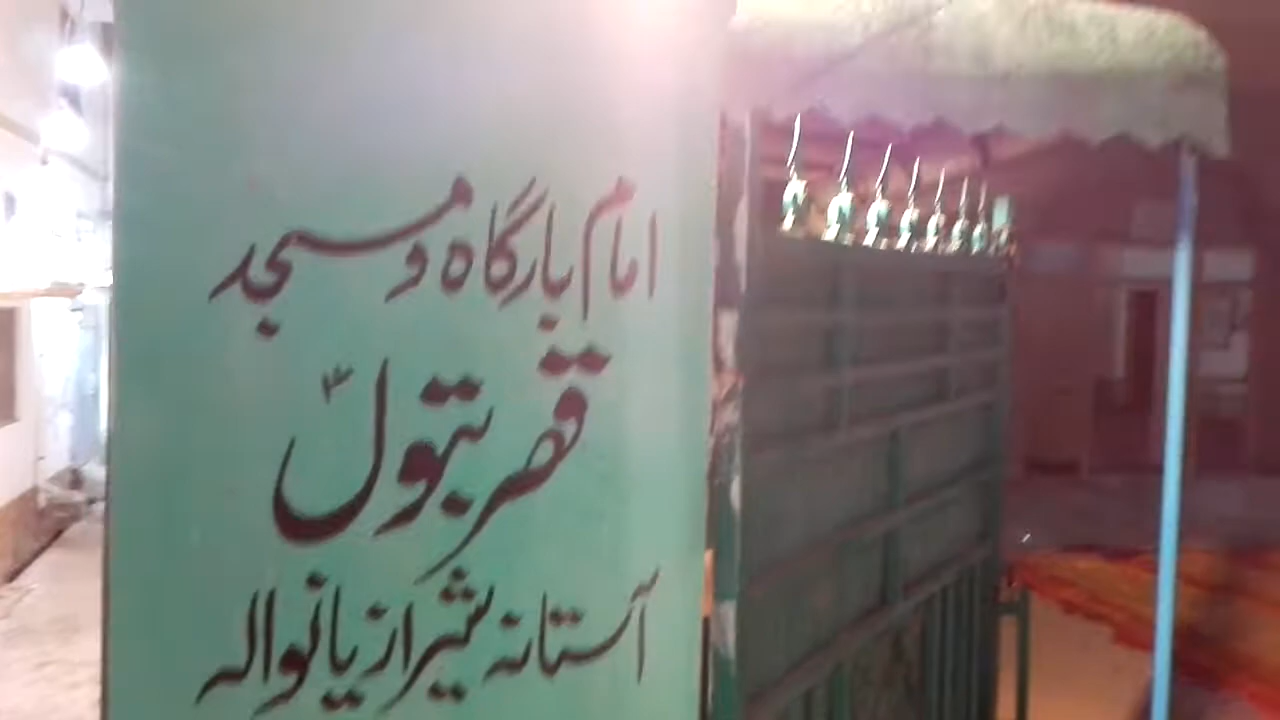 امام بارگاہ و مسجد
قصر بتولؑ
آستانہ شیرازیانوالہ